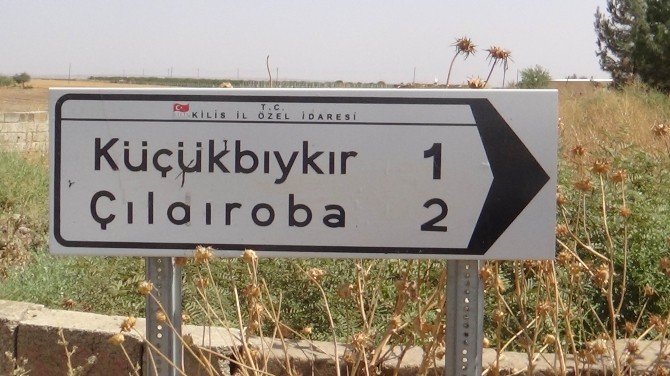 T.C.
KİLİS İL ÖZEL İDARESİ
Küçükbıykır 1
Çılaıroba 2